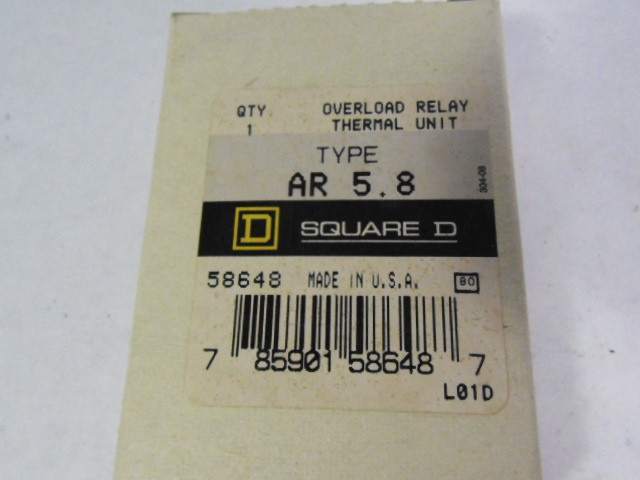 QTY OVERLOAD RELAY
1 THERMAL UNIT
TYPE
AR 5.8
304-09
D SQUARE D
58648 MADE IN U.S.A. 80
7 85901 58648 7
L01D